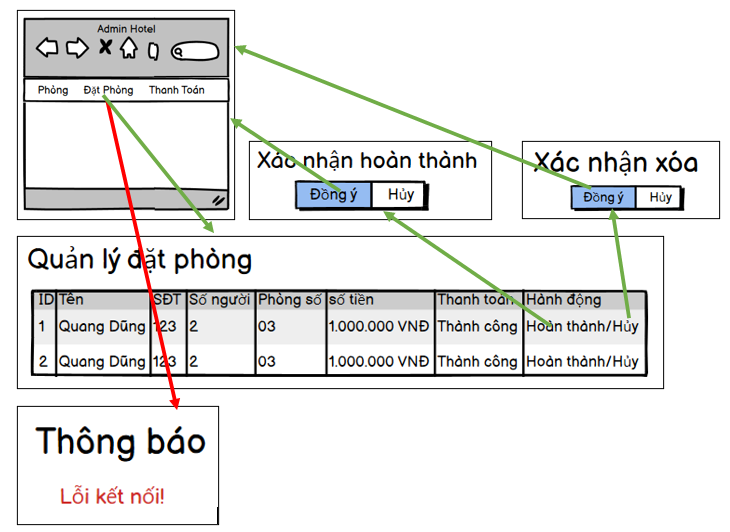 Admin Hotel
Phòng Đặt Phòng Thanh Toán
Xác nhận hoàn thành
Đồng ý Hủy
Xác nhận xóa
Đồng ý Hủy
Quản lý đặt phòng
ID Tên SĐT Số người Phòng số số tiền Thanh toán Hành động
1 Quang Dũng 123 2 03 1.000.000 VNĐ Thành công Hoàn thành/Hủy
2 Quang Dũng 123 2 03 1.000.000 VNĐ Thành công Hoàn thành/Hủy
Thông báo
Lỗi kết nối!